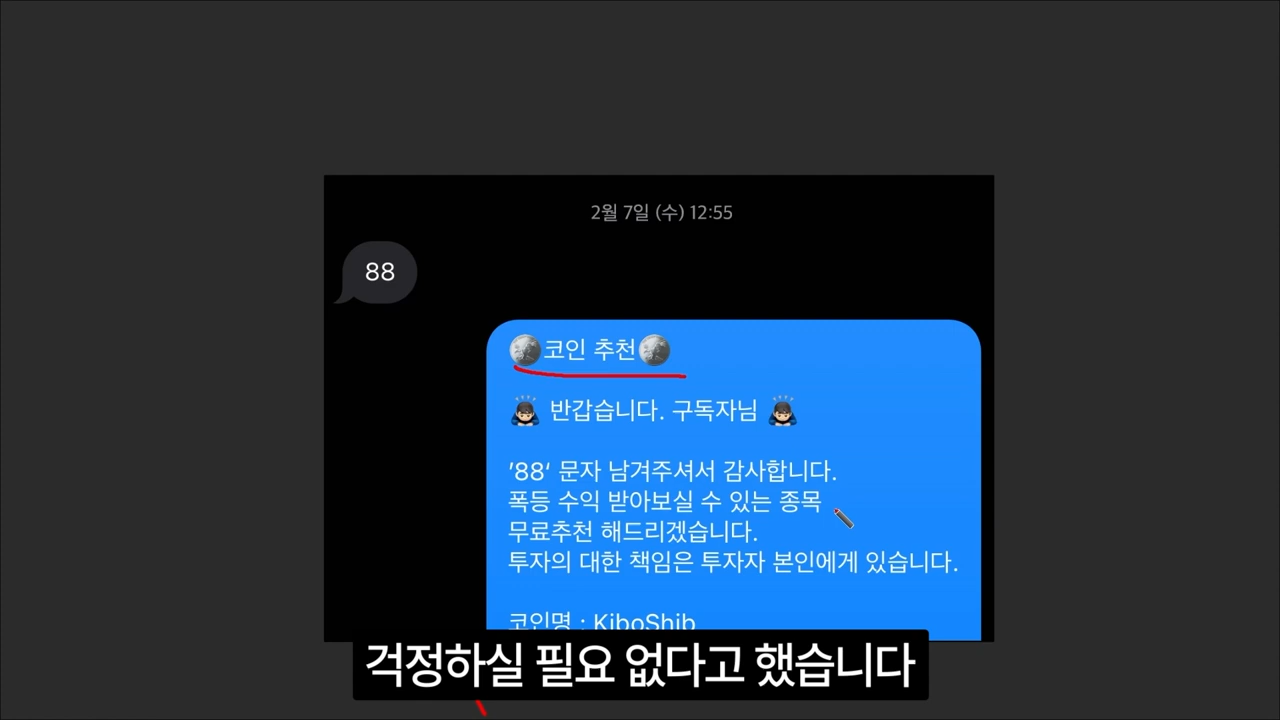 2월 7일 (수) 12:55
88
코인 추천
반갑습니다. 구독자님
'88' 문자 남겨주셔서 감사합니다.
폭등 수익 받아보실 수 있는 종목
무료추천 해드리겠습니다.
투자의 대한 책임은 투자자 본인에게 있습니다.
코인명 : KiboShib
걱정하실 필요 없다고 했습니다